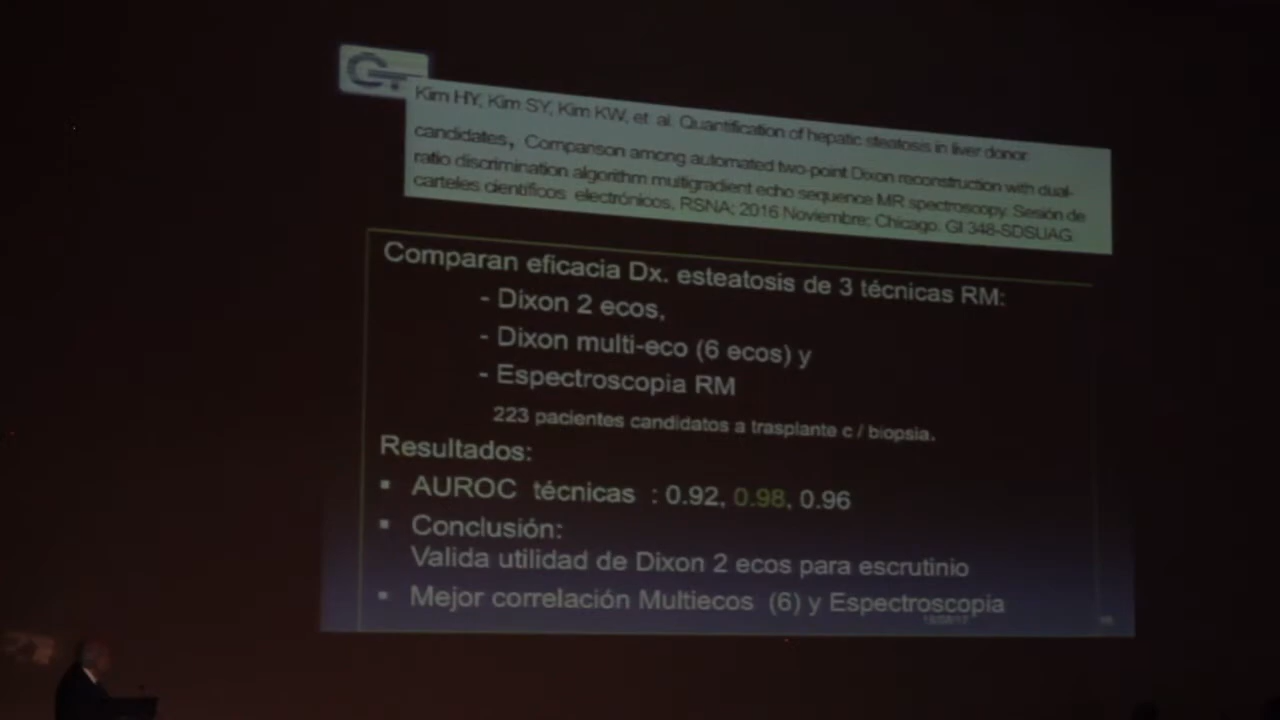 Kim HY, Kim SY, Kim KW, et. al. Quantification of hepatic steatosis in liver donor
candidates, Comparison among automated two-point Dixon reconstruction with dual-
ratio discrimination algorithm multigradient echo sequence MR spectroscopy. Sesión de
carteles científicos electrónicos, RSNA; 2016 Noviembre; Chicago. GI 348-SDSUAG.
Comparan eficacia Dx. esteatosis de 3 técnicas RM:
- Dixon 2 ecos,
- Dixon multi-eco (6 ecos) y
- Espectroscopia RM
223 pacientes candidatos a trasplante c / biopsia.
Resultados:
▪ AUROC técnicas : 0.92, 0.98, 0.96
▪ Conclusión:
Valida utilidad de Dixon 2 ecos para escrutinio
▪ Mejor correlación Multiecos (6) y Espectroscopia